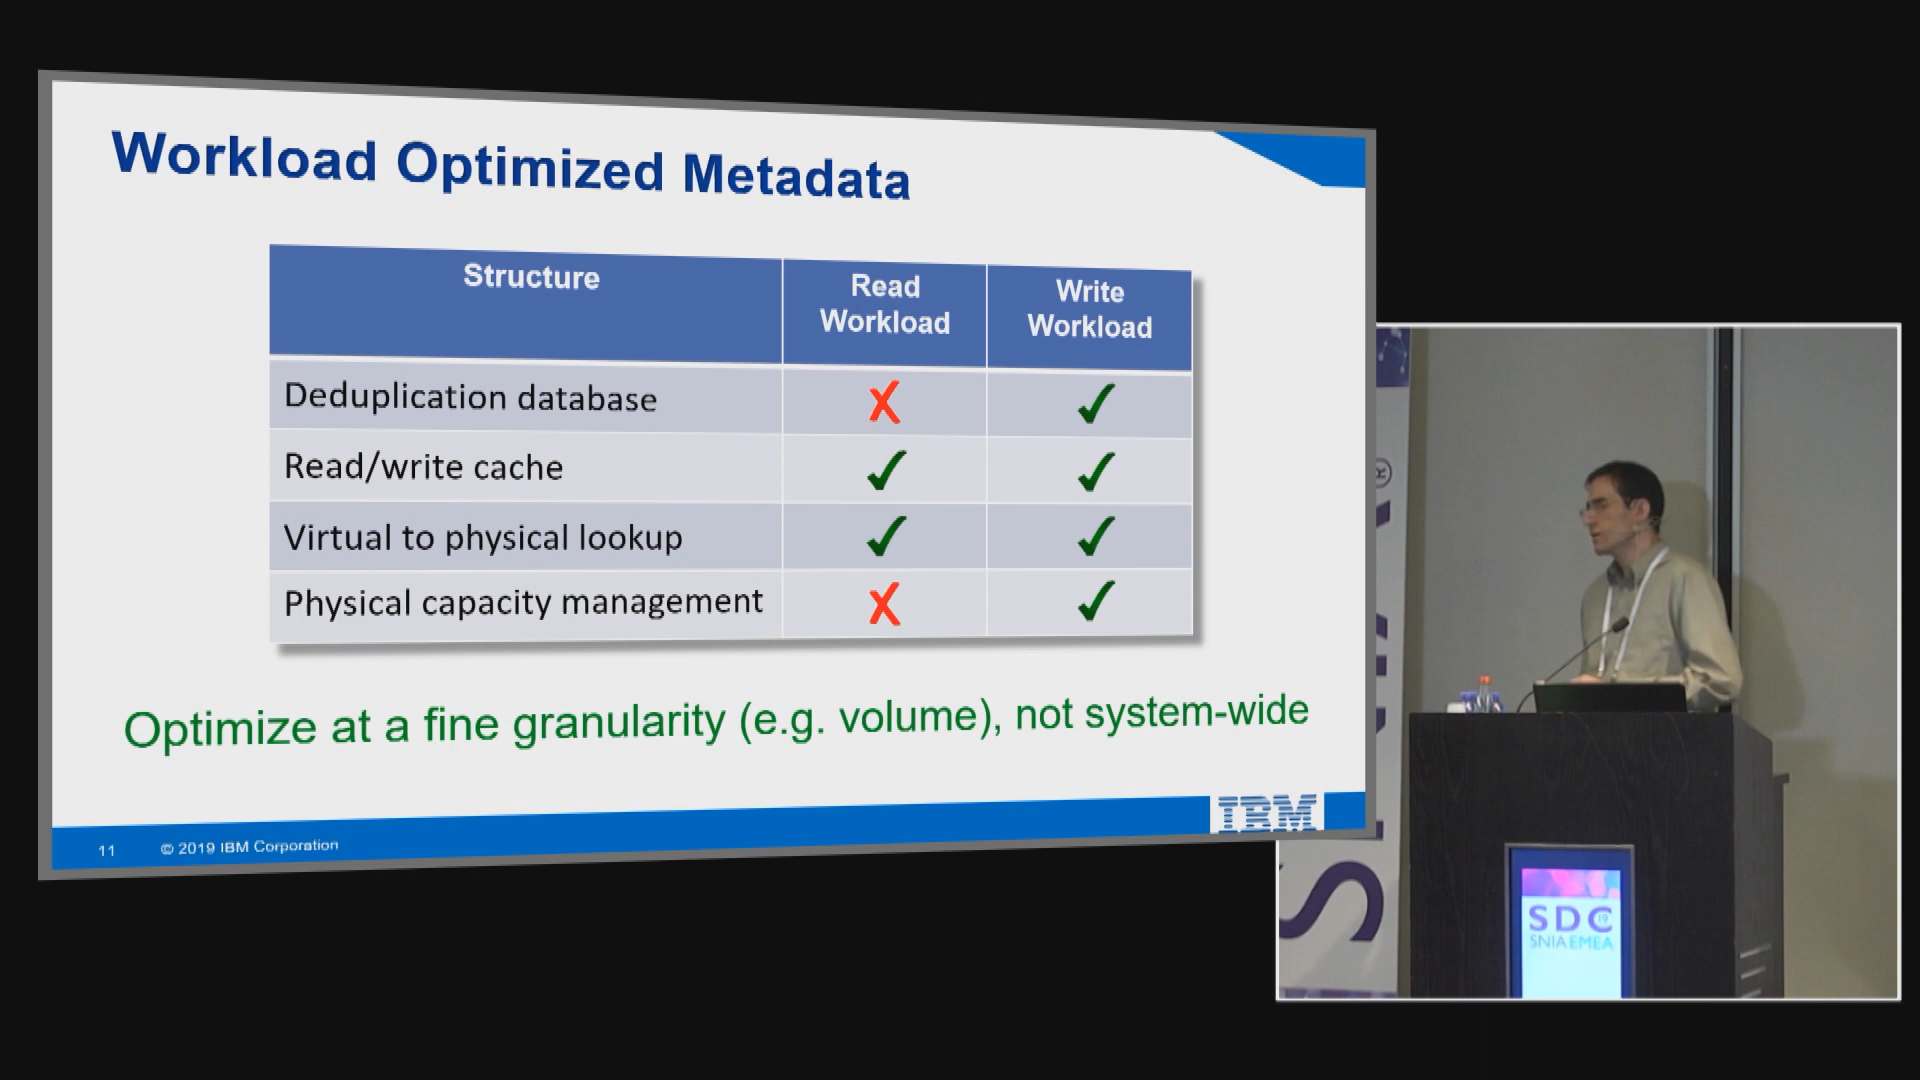 Workload Optimized Metadata
Structure
Read Workload
Write Workload
Deduplication database
✗
✓
Read/write cache
✓
✓
Virtual to physical lookup
✓
✓
Physical capacity management
✗
✓
Optimize at a fine granularity (e.g. volume), not system-wide
11
© 2019 IBM Corporation
IBM
SDC
19
SNIA EMEA
S
®